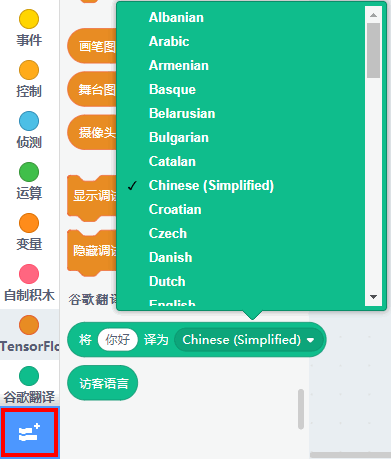 事件
控制
侦测
运算
变量
自制积木
TensorFlo
谷歌翻译
画笔图
舞台图
摄像头
显示调试
隐藏调试
谷歌翻译
Albanian
Arabic
Armenian
Basque
Belarusian
Bulgarian
Catalan
✓ Chinese (Simplified)
Croatian
Czech
Danish
Dutch
English
将 你好 译为 Chinese (Simplified)
访客语言